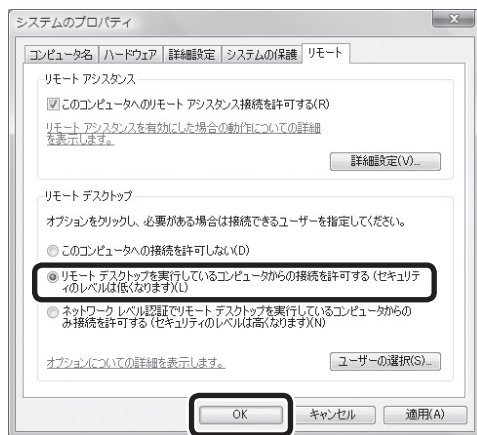 システムのプロパティ
コンピュータ名 ハードウェア 詳細設定 システムの保護 リモート
リモート アシスタンス
このコンピュータへのリモート アシスタンス接続を許可する(R)
リモート アシスタンスを有効にした場合の動作についての詳細
を表示します。
詳細設定(V)...
リモート デスクトップ
オプションをクリックし、必要がある場合は接続できるユーザーを指定してください。
このコンピュータへの接続を許可しない(D)
リモート デスクトップを実行しているコンピュータからの接続を許可する (セキュリテ
ィのレベルは低くなります)(L)
ネットワーク レベル認証でリモート デスクトップを実行しているコンピュータからの
み接続を許可する (セキュリティのレベルは高くなります)(N)
オプションについての詳細を表示します。
ユーザーの選択(S)...
OK キャンセル 適用(A)